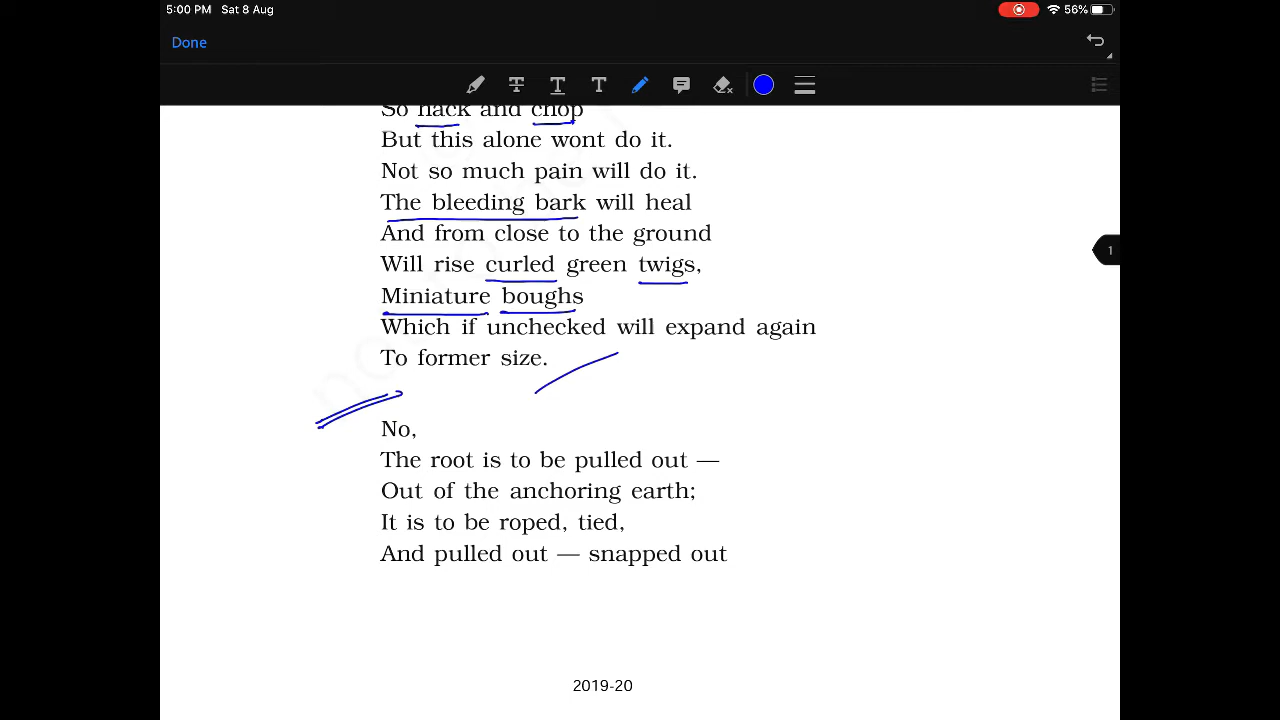 5:00 PM Sat 8 Aug
56%
Done
So hack and chop
But this alone wont do it.
Not so much pain will do it.
The bleeding bark will heal
And from close to the ground
Will rise curled green twigs,
Miniature boughs
Which if unchecked will expand again
To former size.
No,
The root is to be pulled out —
Out of the anchoring earth;
It is to be roped, tied,
And pulled out — snapped out
2019-20
1